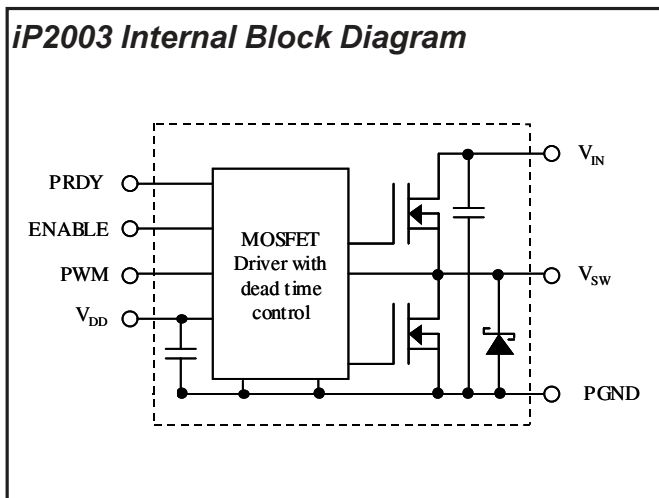 iP2003 Internal Block Diagram
PRDY
ENABLE
PWM
VDD
MOSFET
Driver with
dead time
control
VIN
VSW
PGND